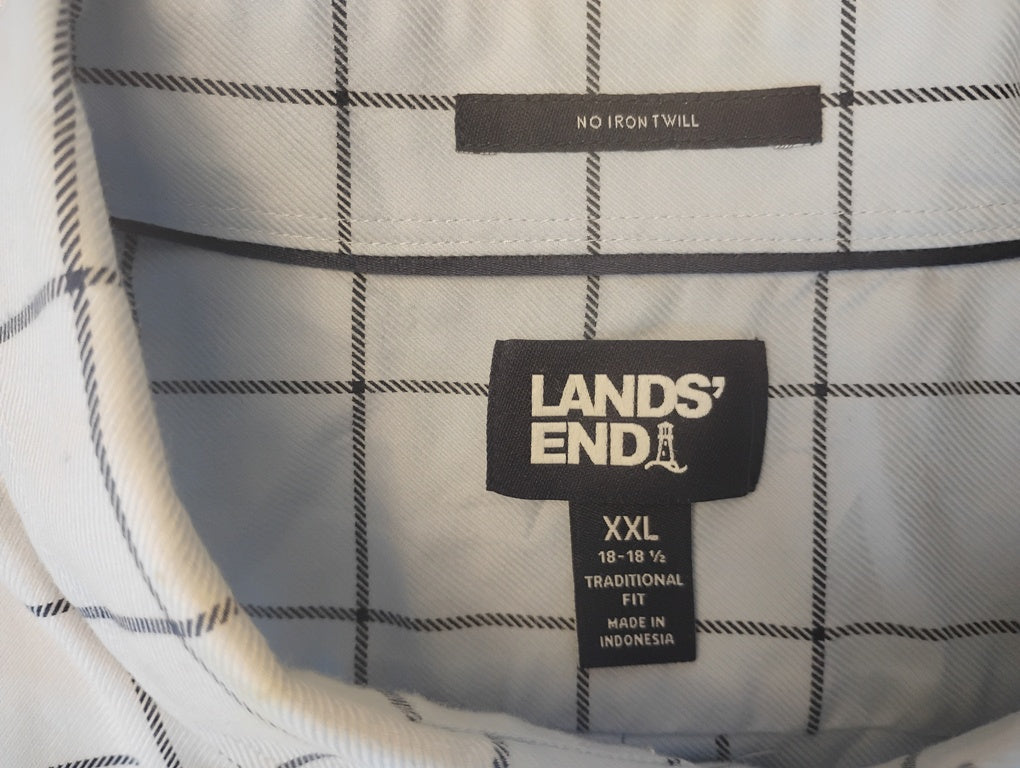 NO IRON TWILL
LANDS'
END
XXL
18-18 ½
TRADITIONAL
FIT
MADE IN
INDONESIA